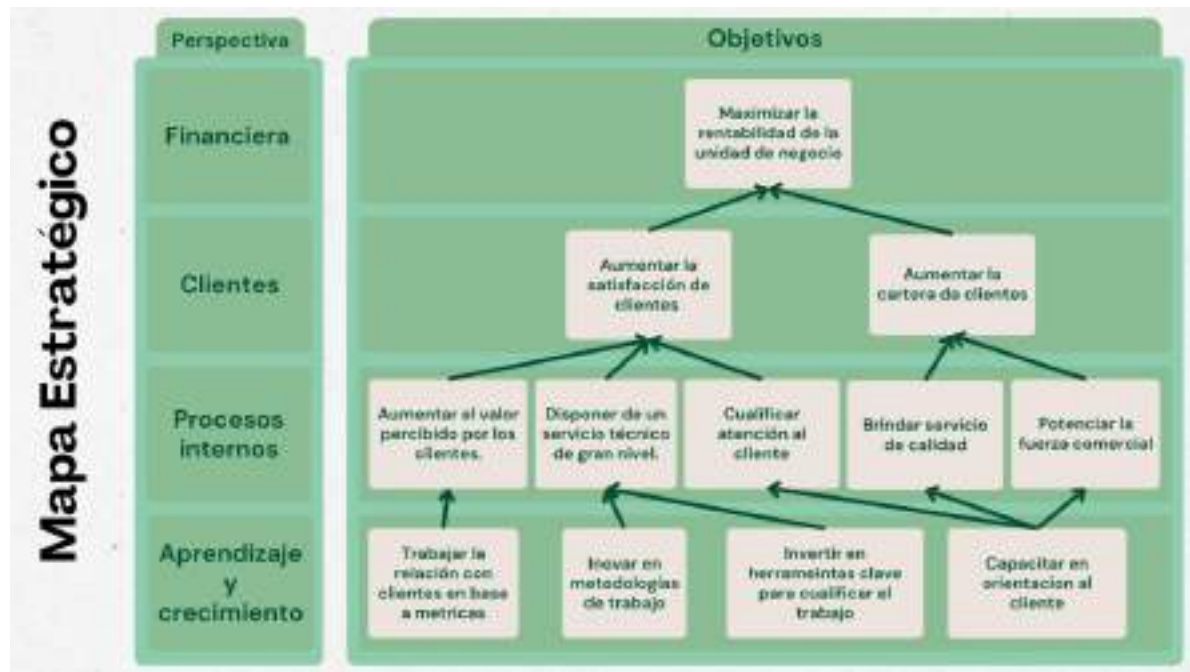 Mapa Estratégico
Perspectiva
Objetivos
Financiera
Maximizar la
rentabilidad de la
unidad de negocio
Clientes
Aumentar la
satisfacción de
clientes
Aumentar la
cartera de clientes
Procesos
internos
Aumentar el valor
percibido por los
clientes.
Disponer de un
servicio técnico
de gran nivel.
Cualificar
atención al
cliente
Brindar servicio
de calidad
Potenciar la
fuerza comercial
Aprendizaje
y
crecimiento
Trabajar la
relación con
clientes en base
a metricas
Inovar en
metodologías
de trabajo
Invertir en
herrameintas clave
para cualificar el
trabajo
Capacitar en
orientacion al
cliente